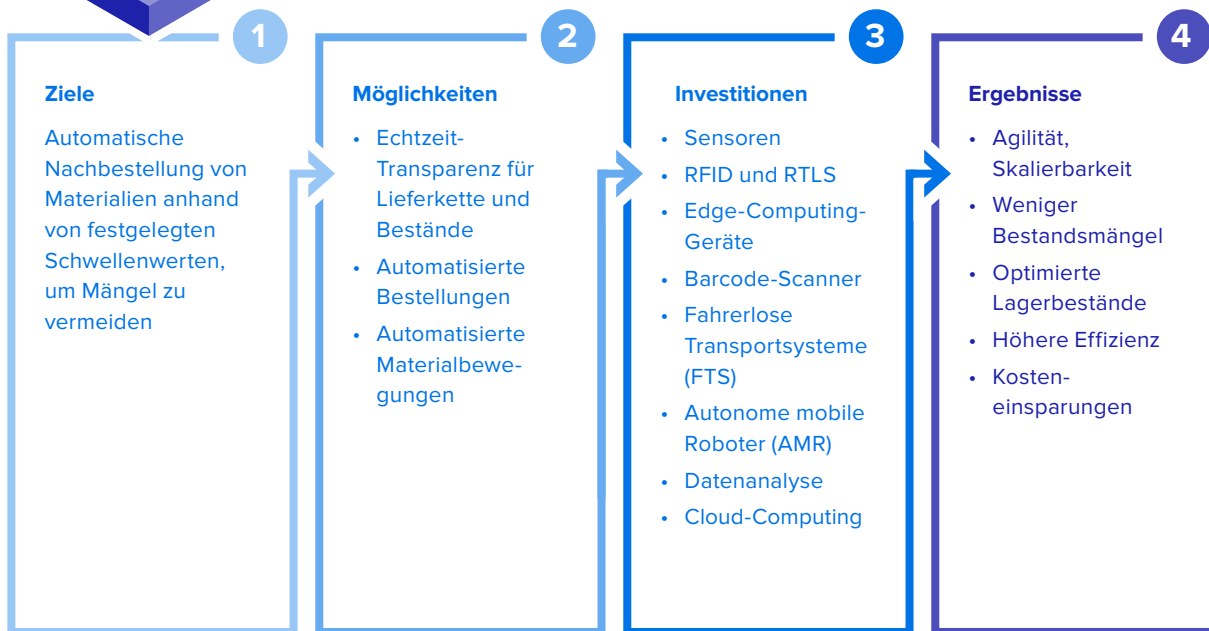 1
Ziele
Automatische
Nachbestellung von
Materialien anhand
von festgelegten
Schwellenwerten,
um Mängel zu
vermeiden
2
Möglichkeiten
• Echtzeit-
Transparenz für
Lieferkette und
Bestände
• Automatisierte
Bestellungen
• Automatisierte
Materialbewe-
gungen
3
Investitionen
• Sensoren
• RFID und RTLS
• Edge-Computing-
Geräte
• Barcode-Scanner
• Fahrerlose
Transportsysteme
(FTS)
• Autonome mobile
Roboter (AMR)
• Datenanalyse
• Cloud-Computing
4
Ergebnisse
• Agilität,
Skalierbarkeit
• Weniger
Bestandsmängel
• Optimierte
Lagerbestände
• Höhere Effizienz
• Kosten-
einsparungen